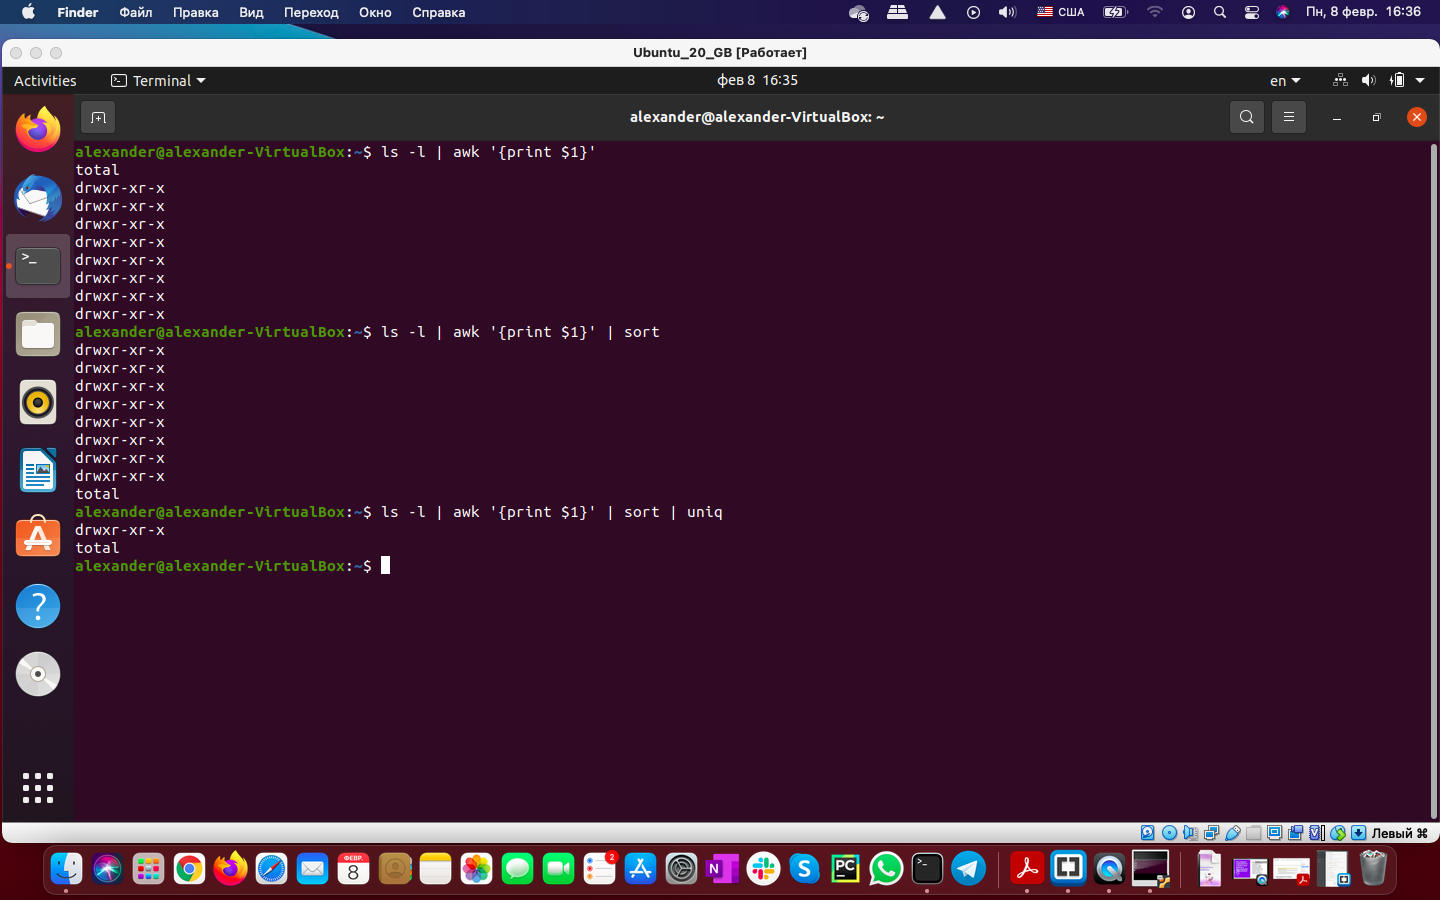 Finder Файл Правка Вид Переход Окно Справка США Пн, 8 февр. 16:36
Ubuntu_20_GB [Работает]
Activities Terminal фев 8 16:35 en
alexander@alexander-VirtualBox: ~
alexander@alexander-VirtualBox:~$ ls -l | awk '{print $1}'
total
drwxr-xr-x
drwxr-xr-x
drwxr-xr-x
drwxr-xr-x
drwxr-xr-x
drwxr-xr-x
drwxr-xr-x
drwxr-xr-x
alexander@alexander-VirtualBox:~$ ls -l | awk '{print $1}' | sort
drwxr-xr-x
drwxr-xr-x
drwxr-xr-x
drwxr-xr-x
drwxr-xr-x
drwxr-xr-x
drwxr-xr-x
drwxr-xr-x
total
alexander@alexander-VirtualBox:~$ ls -l | awk '{print $1}' | sort | uniq
drwxr-xr-x
total
alexander@alexander-VirtualBox:~$
Левый ⌘
ФЕВР.
8
2
N
S
PC